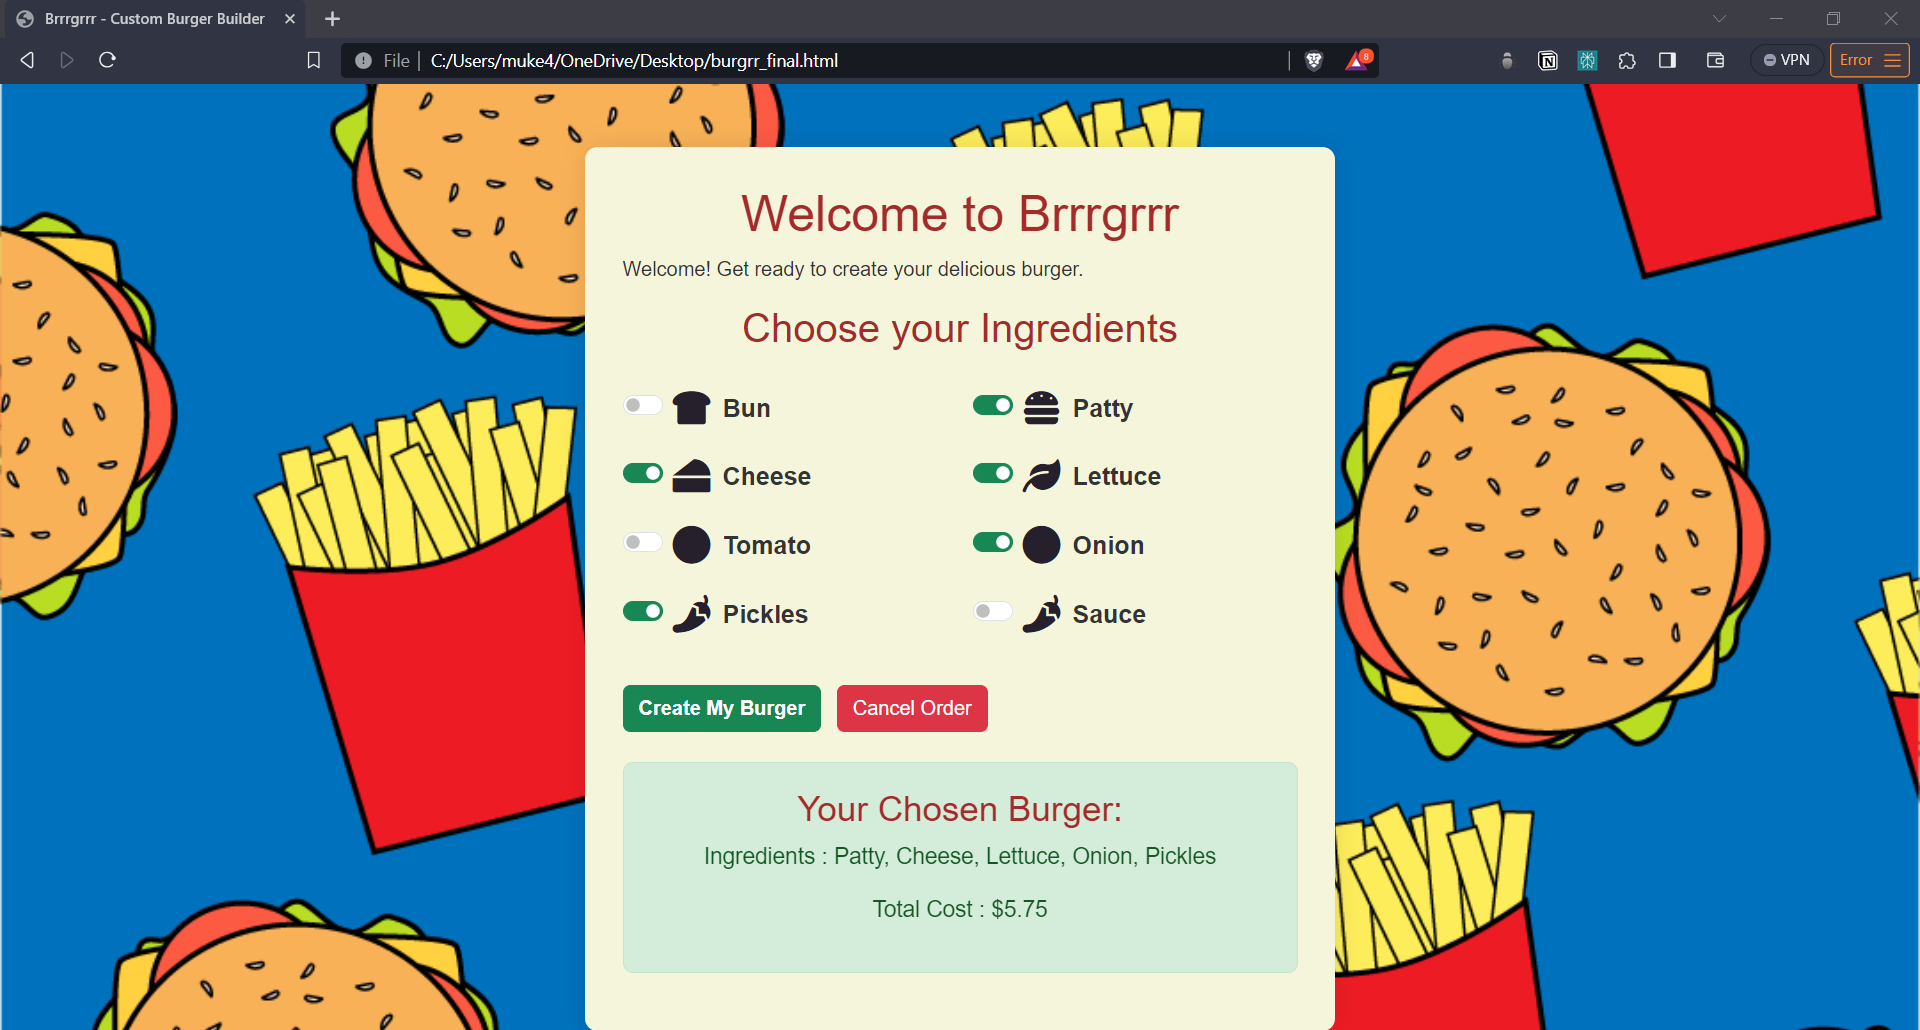 Brrrgrrr - Custom Burger Builder
File C:/Users/muke4/OneDrive/Desktop/burgrr_final.html 8 VPN Error
Welcome to Brrrgrrr
Welcome! Get ready to create your delicious burger.
Choose your Ingredients
Bun Patty
Cheese Lettuce
Tomato Onion
Pickles Sauce
Create My Burger Cancel Order
Your Chosen Burger:
Ingredients : Patty, Cheese, Lettuce, Onion, Pickles
Total Cost : $5.75